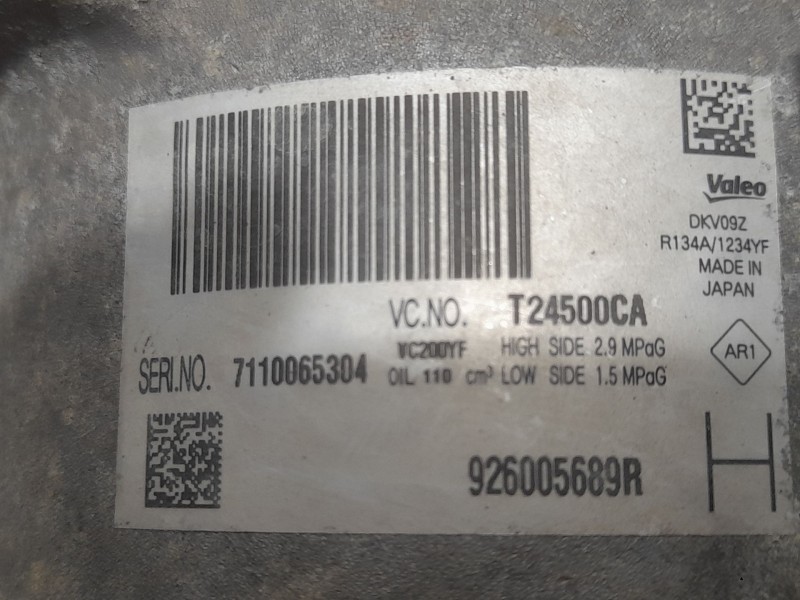 Valeo
DKV09Z
R134A/1234YF
MADE IN
JAPAN
VC.NO. T24500CA
VC200YF HIGH SIDE 2.9 MPaG
SERI.NO. 7110065304 OIL 110 cm³ LOW SIDE 1.5 MPaG
AR1
926005689R
H